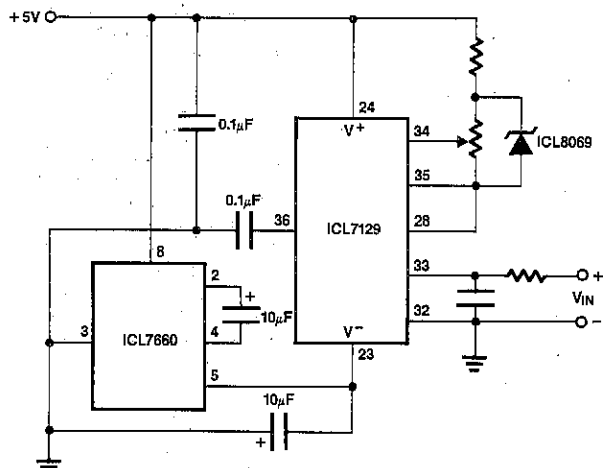 +5V
24
V+
34
ICL8069
0.1μF
35
0.1μF
36
ICL7129
28
8
33
+
2
VIN
+
3
ICL7660
10μF
4
32
−
V−
5
23
10μF
+